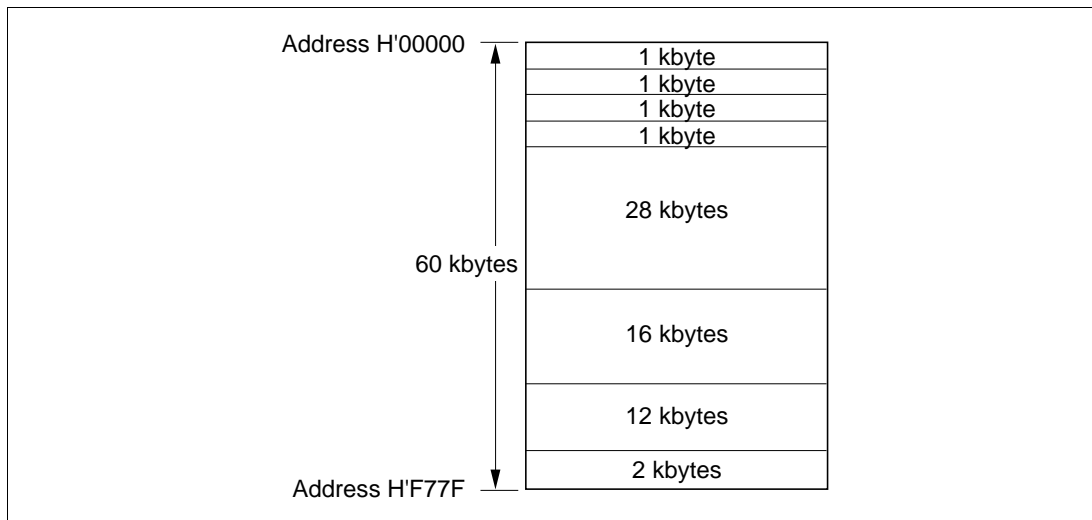 Address H'00000
1 kbyte
1 kbyte
1 kbyte
1 kbyte
28 kbytes
60 kbytes
16 kbytes
12 kbytes
2 kbytes
Address H'F77F